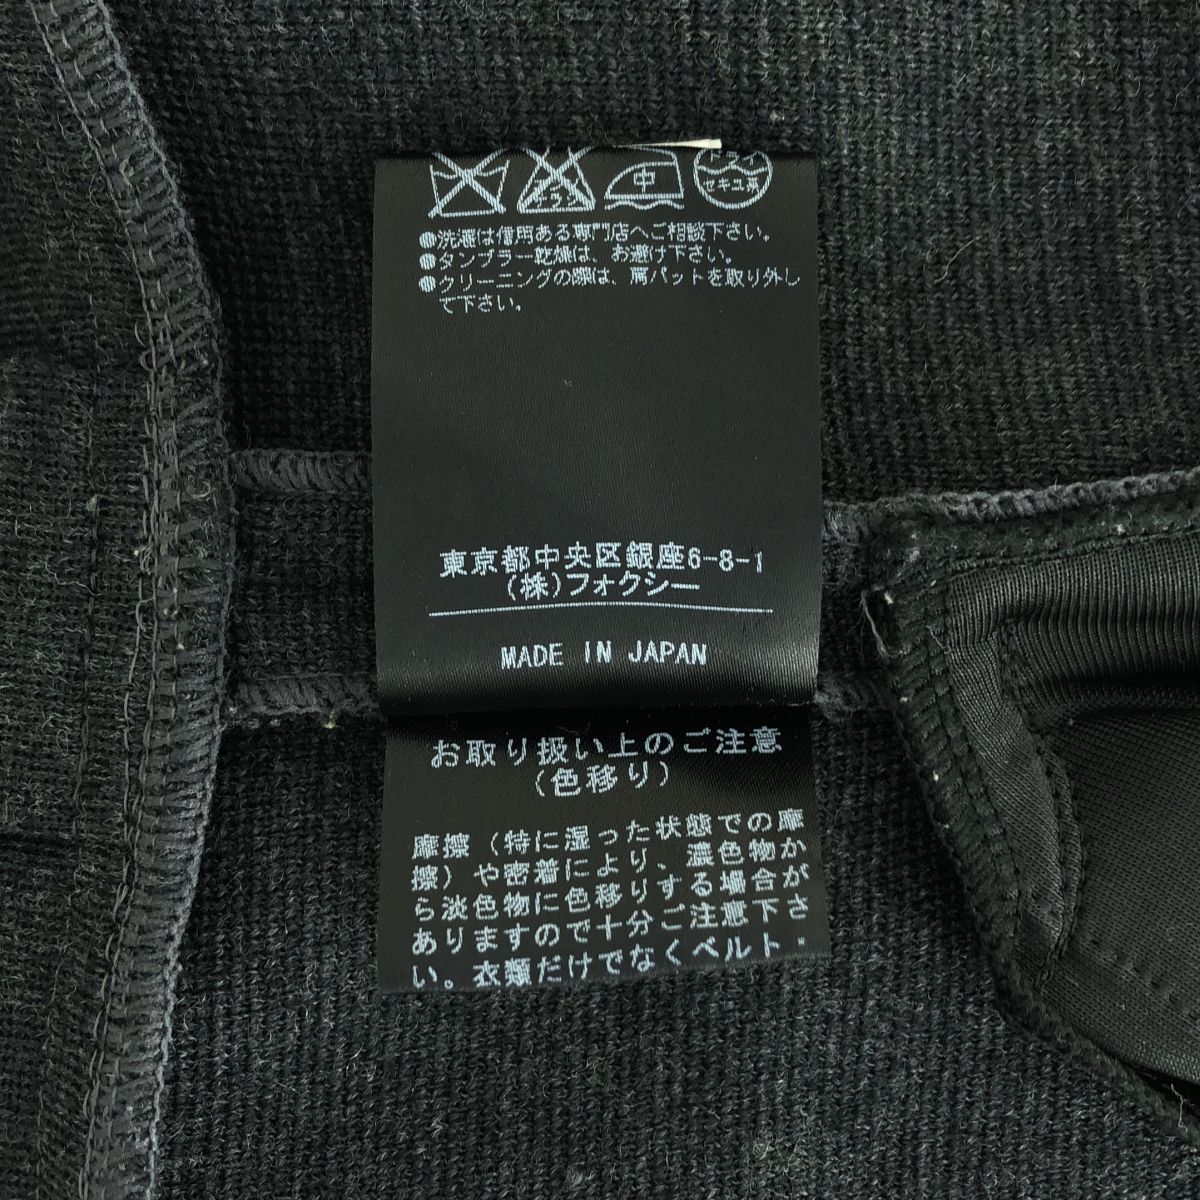 エンソ
サラシ
中
ドライ
セキユ系
●洗濯は信用ある専門店へご相談下さい。
●タンブラー乾燥は、お避け下さい。
●クリーニングの際は、肩パットを取り外し
て下さい。
東京都中央区銀座6-8-1
(株)フォクシー
MADE IN JAPAN
お取り扱い上のご注意
(色移り)
摩擦（特に湿った状態での摩
擦）や密着により、濃色物か
ら淡色物に色移りする場合が
ありますので十分ご注意下さ
い。衣類だけでなくベルト・